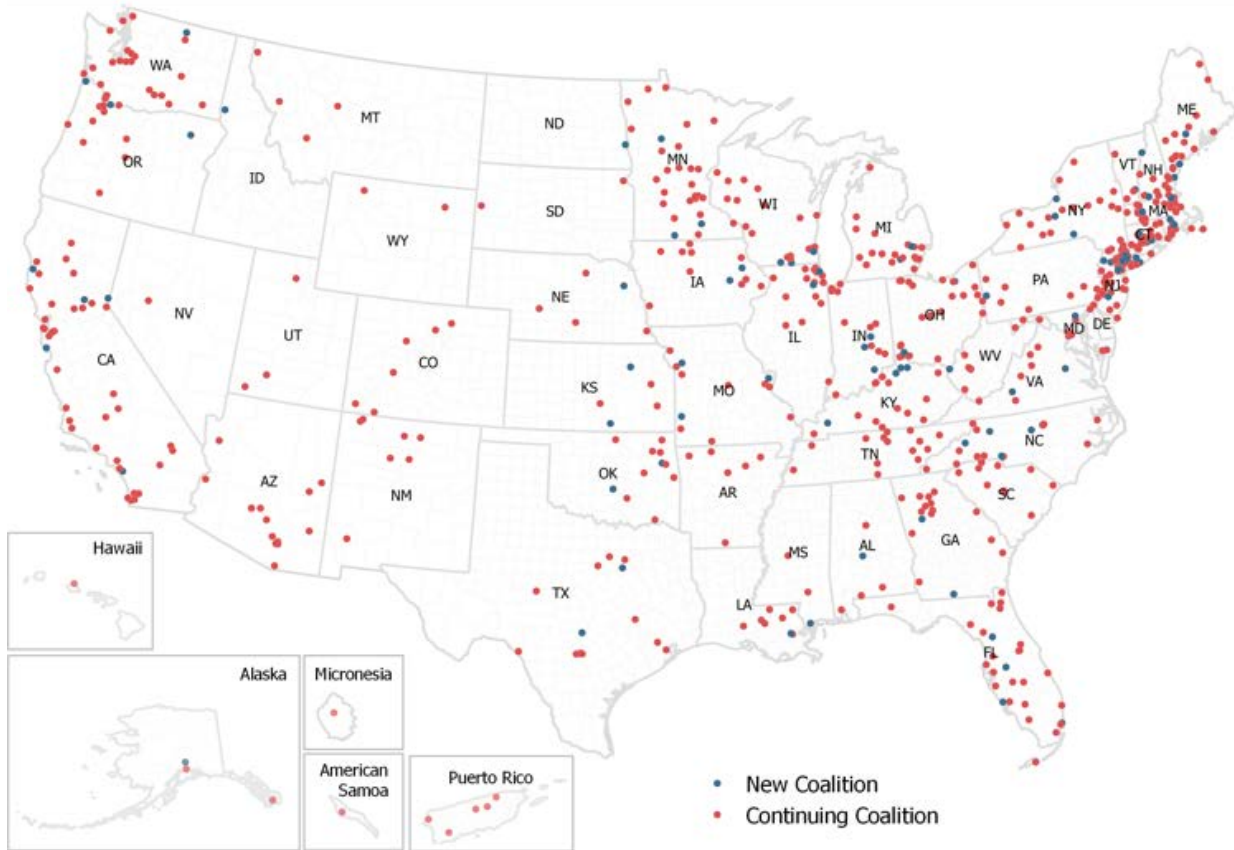 WA
MT
ND
ME
OR
ID
MN
VT
NH
SD
WI
NY
MA
MI
CT
WY
IA
PA
NE
NJ
NV
OH
UT
IL
IN
MD
DE
CA
CO
WV
KS
MO
VA
KY
NC
TN
OK
AZ
NM
AR
SC
MS
AL
GA
Hawaii
TX
LA
FL
Alaska
Micronesia
American
Samoa
Puerto Rico
New Coalition
Continuing Coalition